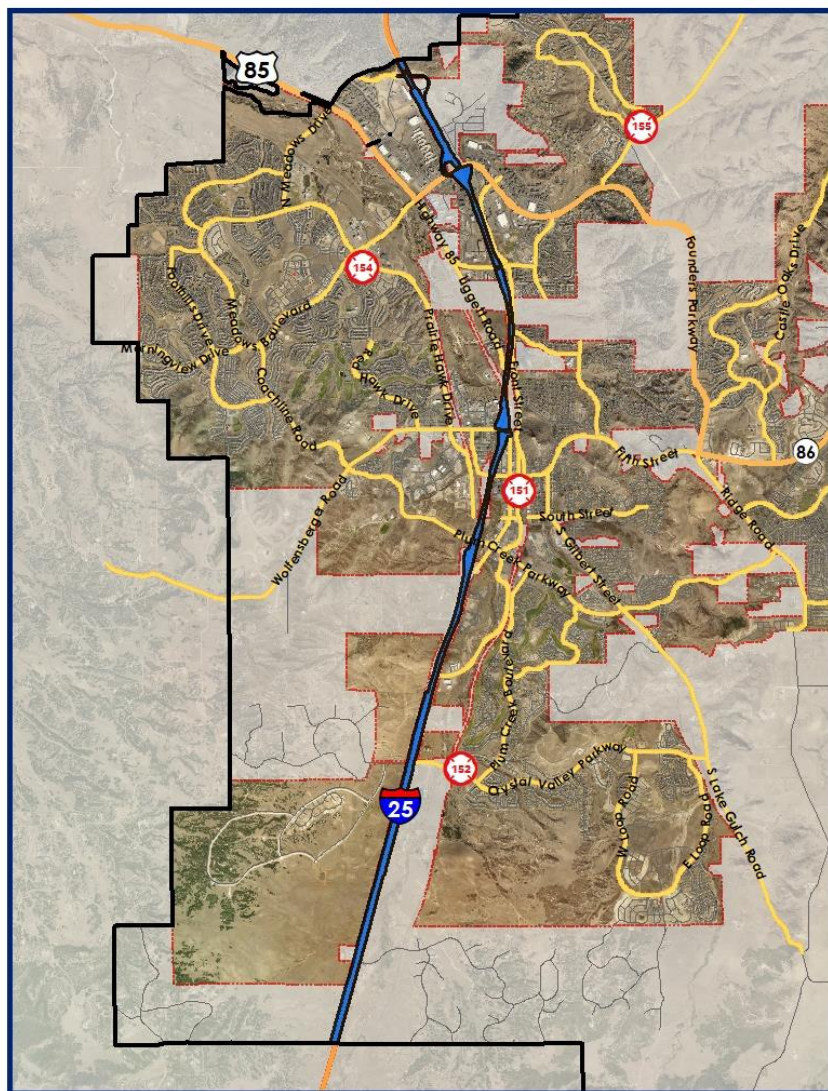 85
155
N Meadows Drive
154
Highway 85
Founders Parkway
Castle Oaks Drive
Foothills Drive
Meadows Boulevard
Liggett Road
Morningview Drive
Prairie Hawk Drive
Front Street
Red Hawk Drive
Coachline Road
86
Fifth Street
Wolfensberger Road
151
Ridge Road
South Street
S Gilbert Street
Plum Creek Parkway
Plum Creek Boulevard
152
Crystal Valley Parkway
25
W Loop Road
E Loop Road
S Lake Gulch Road